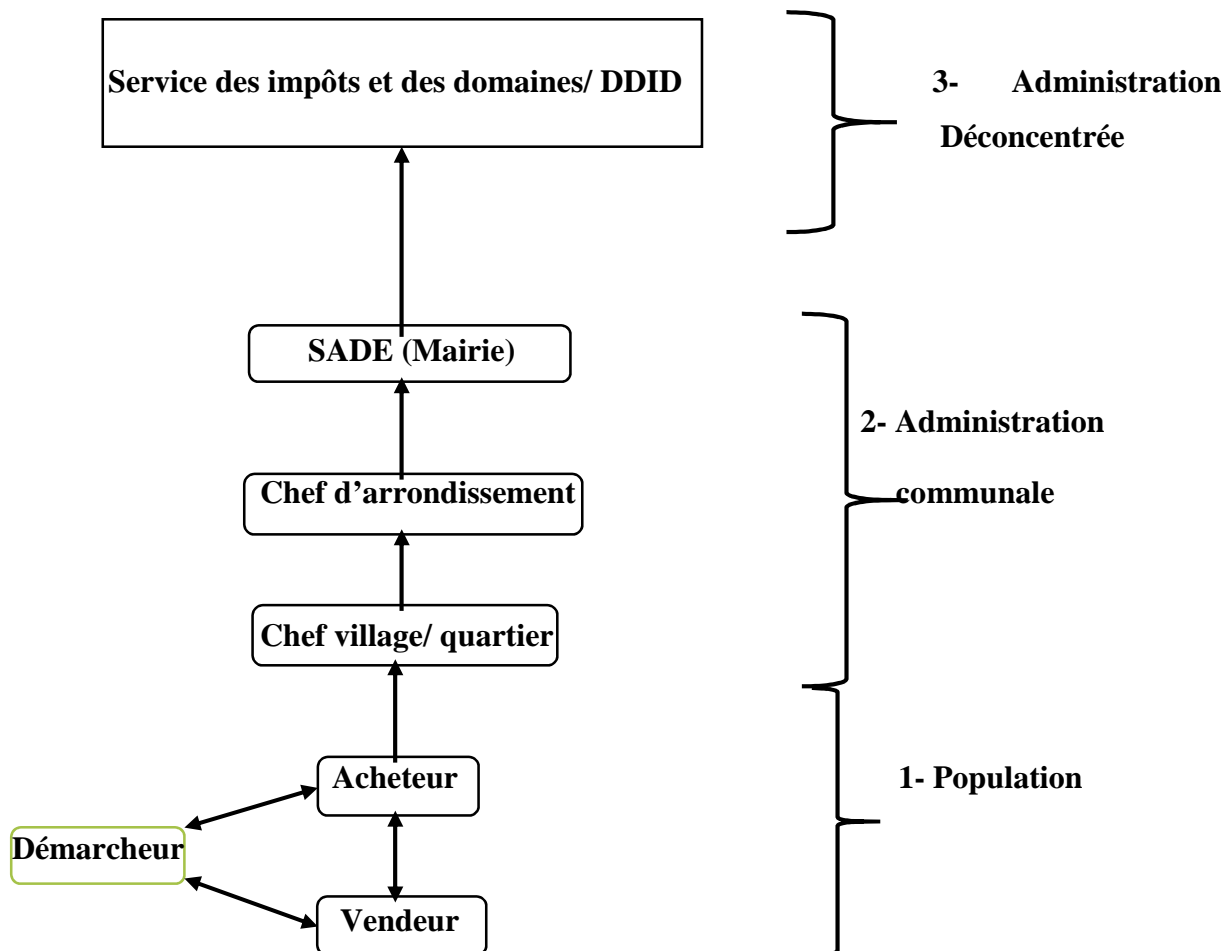 Service des impôts et des domaines/ DDID
3- Administration
Déconcentrée
SADE (Mairie)
2- Administration
communale
Chef d’arrondissement
Chef village/ quartier
Acheteur
1- Population
Démarcheur
Vendeur